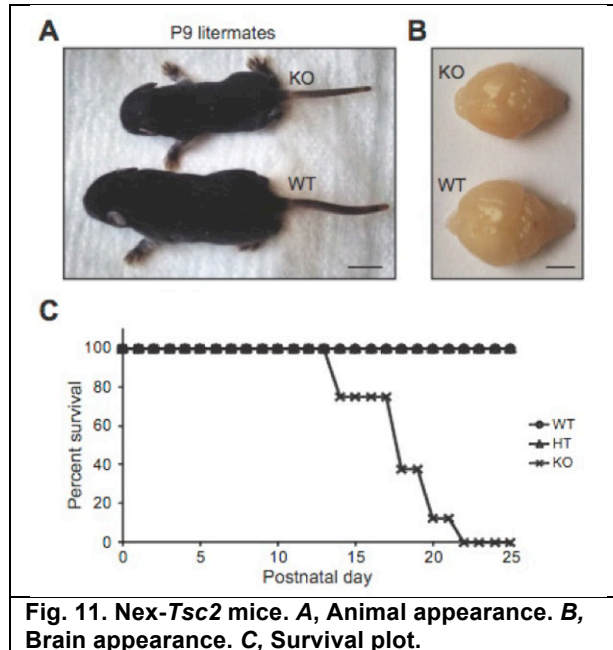 A
P9 litermates
KO
WT
B
KO
WT
C
Percent survival
100
80
60
40
20
0
0 5 10 15 20 25
Postnatal day
WT
HT
KO
Fig. 11. Nex-Tsc2 mice. A, Animal appearance. B,
Brain appearance. C, Survival plot.